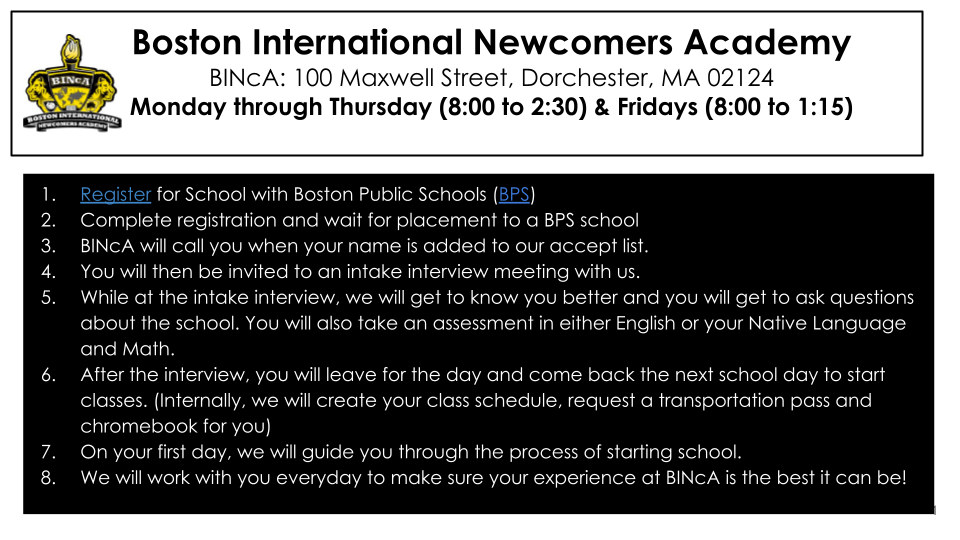 Boston International Newcomers Academy
BINcA: 100 Maxwell Street, Dorchester, MA 02124
Monday through Thursday (8:00 to 2:30) & Fridays (8:00 to 1:15)
BINcA
BOSTON INTERNATIONAL
NEWCOMERS ACADEMY
1. Register for School with Boston Public Schools (BPS)
2. Complete registration and wait for placement to a BPS school
3. BINcA will call you when your name is added to our accept list.
4. You will then be invited to an intake interview meeting with us.
5. While at the intake interview, we will get to know you better and you will get to ask questions
about the school. You will also take an assessment in either English or your Native Language
and Math.
6. After the interview, you will leave for the day and come back the next school day to start
classes. (Internally, we will create your class schedule, request a transportation pass and
chromebook for you)
7. On your first day, we will guide you through the process of starting school.
8. We will work with you everyday to make sure your experience at BINcA is the best it can be!